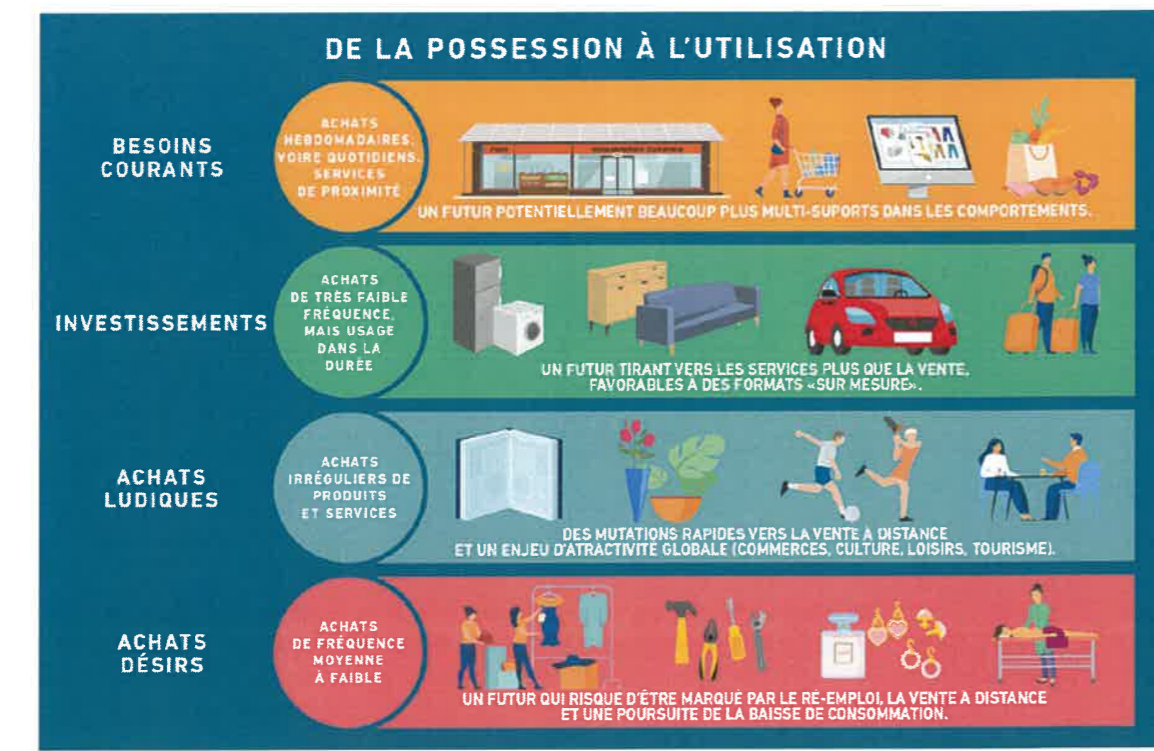 DE LA POSSESSION À L'UTILISATION
BESOINS
COURANTS
ACHATS
HEBDOMADAIRES,
VOIRE QUOTIDIENS.
SERVICES
DE PROXIMITÉ
UN FUTUR POTENTIELLEMENT BEAUCOUP PLUS MULTI-SUPORTS DANS LES COMPORTEMENTS.
INVESTISSEMENTS
ACHATS
DE TRÈS FAIBLE
FRÉQUENCE,
MAIS USAGE
DANS LA
DURÉE
UN FUTUR TIRANT VERS LES SERVICES PLUS QUE LA VENTE,
FAVORABLES À DES FORMATS «SUR MESURE».
ACHATS
LUDIQUES
ACHATS
IRRÉGULIERS DE
PRODUITS
ET SERVICES
DES MUTATIONS RAPIDES VERS LA VENTE À DISTANCE
ET UN ENJEU D'ATRACTIVITÉ GLOBALE (COMMERCES, CULTURE, LOISIRS, TOURISME).
ACHATS
DÉSIRS
ACHATS
DE FRÉQUENCE
MOYENNE
À FAIBLE
UN FUTUR QUI RISQUE D'ÊTRE MARQUÉ PAR LE RÉ-EMPLOI, LA VENTE À DISTANCE
ET UNE POURSUITE DE LA BAISSE DE CONSOMMATION.